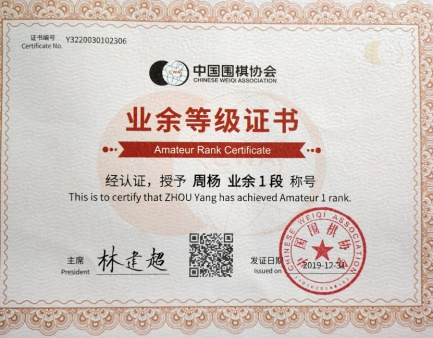 证书编号 Y3220030102306
Certificate No.
中国围棋协会
CHINESE WEIQI ASSOCIATION
业余等级证书
Amateur Rank Certificate
经认证，授予 周杨 业余1段 称号
This is to certify that ZHOU Yang has achieved Amateur 1 rank.
主席 林建超
President
发证日期
Issued on 2019-12-31
CHINESE WEIQI ASSOCIATION
中国围棋协会